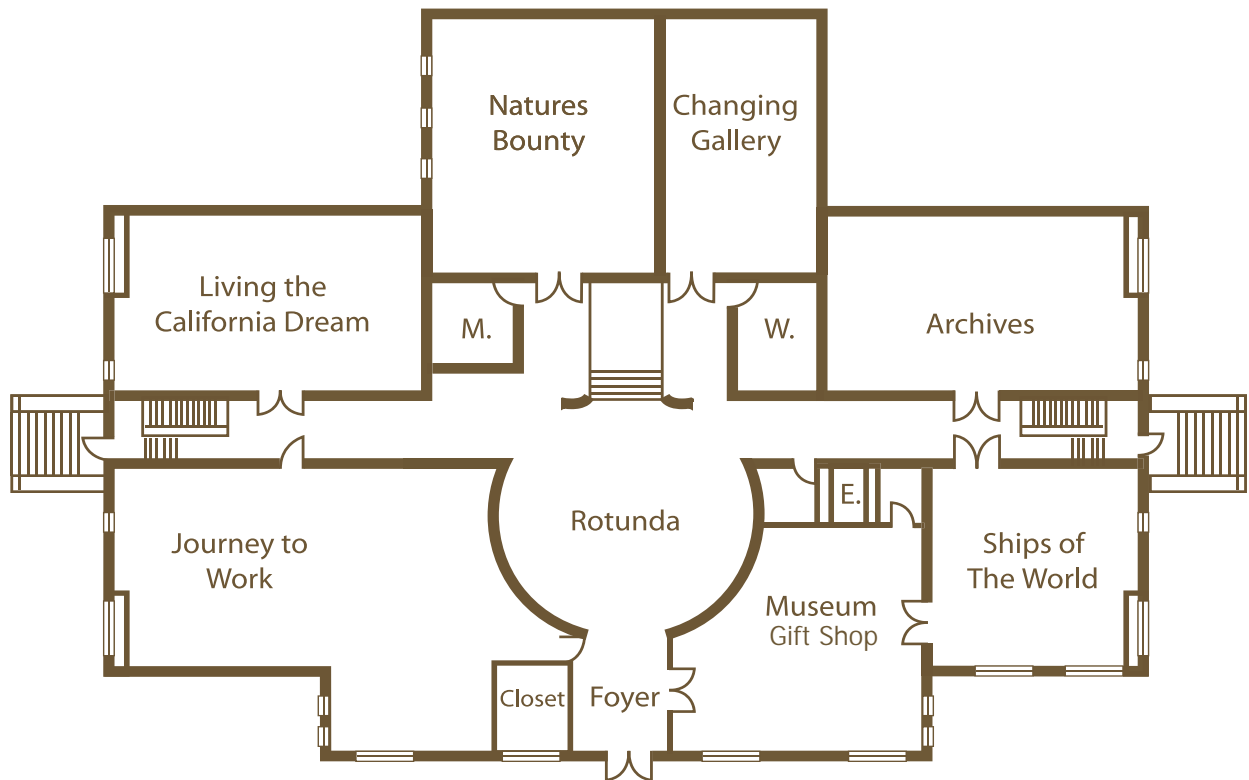 Natures
Bounty
Changing
Gallery
Living the
California Dream
M.
W.
Archives
Journey to
Work
Rotunda
E.
Ships of
The World
Museum
Gift Shop
Closet
Foyer